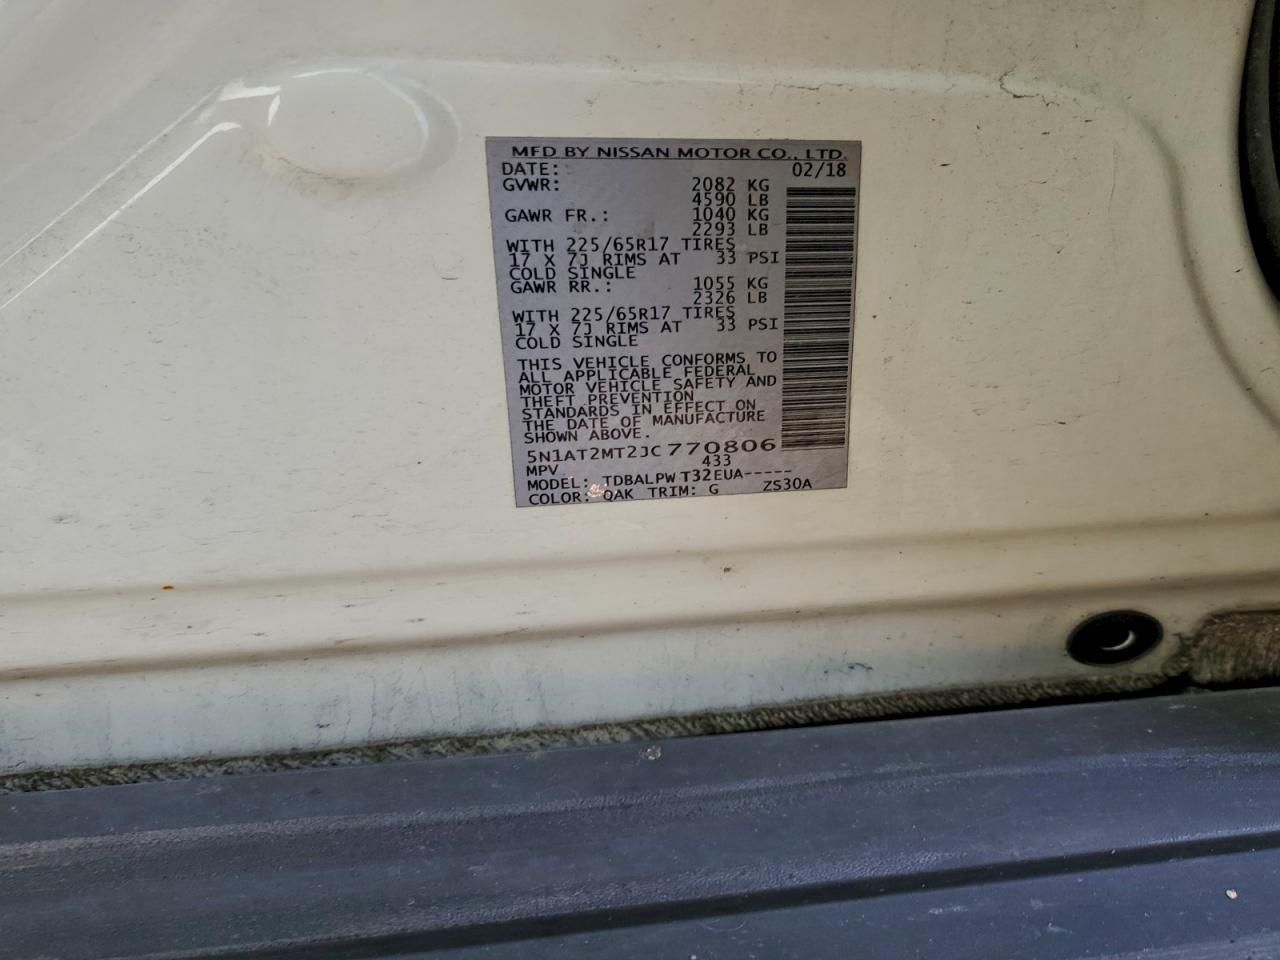 MFD BY NISSAN MOTOR CO., LTD.
DATE: 02/18
GVWR: 2082 KG
4590 LB
GAWR FR.: 1040 KG
2293 LB
WITH 225/65R17 TIRES
17 X 7J RIMS AT 33 PSI
COLD SINGLE
GAWR RR.: 1055 KG
2326 LB
WITH 225/65R17 TIRES
17 X 7J RIMS AT 33 PSI
COLD SINGLE
THIS VEHICLE CONFORMS TO
ALL APPLICABLE FEDERAL
MOTOR VEHICLE SAFETY AND
THEFT PREVENTION
STANDARDS IN EFFECT ON
THE DATE OF MANUFACTURE
SHOWN ABOVE.
5N1AT2MT2JC770806
MPV 433
MODEL: TDBALPW T32EUA-----
COLOR: QAK TRIM: G ZS30A